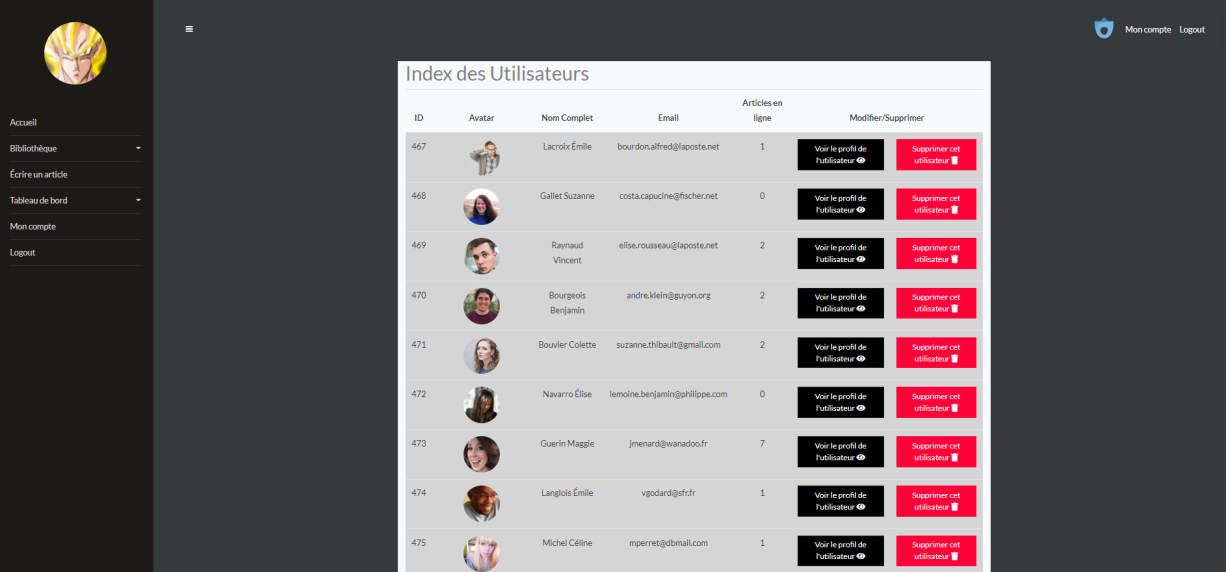 Mon compte Logout
Accueil
Bibliothèque
Écrire un article
Tableau de bord
Mon compte
Logout
Index des Utilisateurs
Articles en
ID Avatar Nom Complet Email ligne Modifier/Supprimer
467 Lacroix Émile bourdon.alfred@laposte.net 1 Voir le profil de Supprimer cet
l'utilisateur utilisateur
468 Gallet Suzanne costa.capucine@fischer.net 0 Voir le profil de Supprimer cet
l'utilisateur utilisateur
469 Raynaud elise.rousseau@laposte.net 2 Voir le profil de Supprimer cet
Vincent l'utilisateur utilisateur
470 Bourgeois andre.klein@guyon.org 2 Voir le profil de Supprimer cet
Benjamin l'utilisateur utilisateur
471 Bouvier Colette suzanne.thibault@gmail.com 2 Voir le profil de Supprimer cet
l'utilisateur utilisateur
472 Navarro Élise lemoine.benjamin@philippe.com 0 Voir le profil de Supprimer cet
l'utilisateur utilisateur
473 Guerin Maggie jmenard@wanadoo.fr 7 Voir le profil de Supprimer cet
l'utilisateur utilisateur
474 Langlois Émile vgodard@sfr.fr 1 Voir le profil de Supprimer cet
l'utilisateur utilisateur
475 Michel Céline mperret@dbmail.com 1 Voir le profil de Supprimer cet
l'utilisateur utilisateur